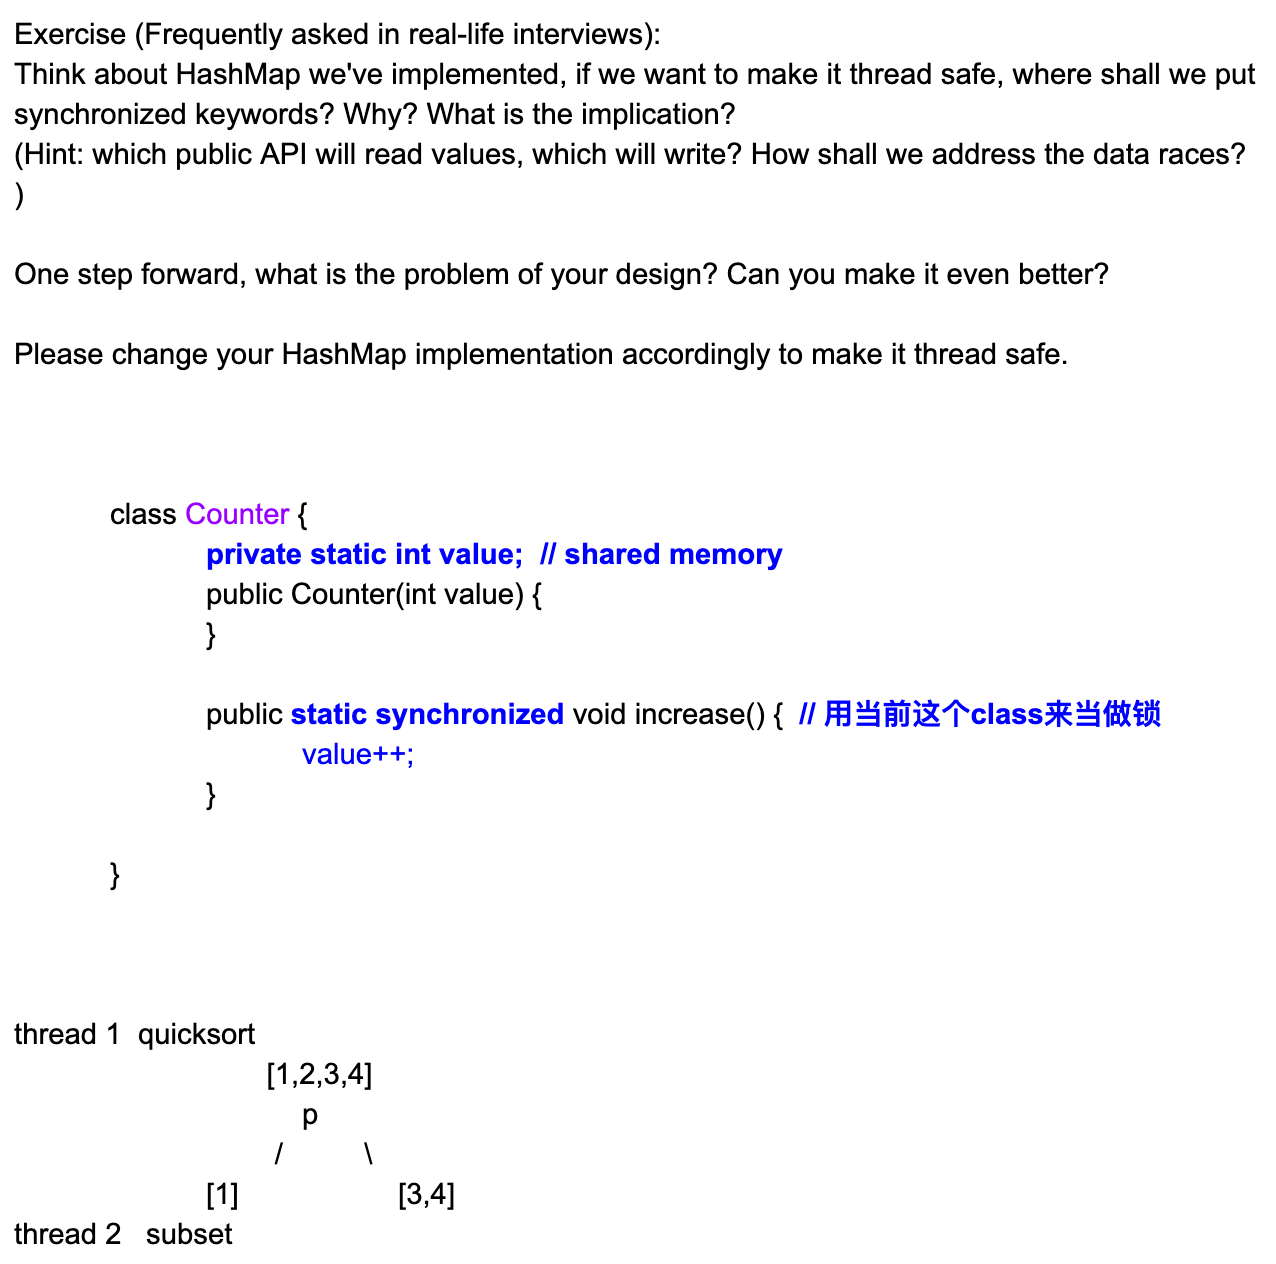 Exercise (Frequently asked in real-life interviews):
Think about HashMap we've implemented, if we want to make it thread safe, where shall we put
synchronized keywords? Why? What is the implication?
(Hint: which public API will read values, which will write? How shall we address the data races?
)
One step forward, what is the problem of your design? Can you make it even better?
Please change your HashMap implementation accordingly to make it thread safe.
class Counter {
private static int value;  // shared memory
public Counter(int value) {
}
public static synchronized void increase() {  // 用当前这个class来当做锁
value++;
}
}
thread 1  quicksort
[1,2,3,4]
p
/          \
[1]                    [3,4]
thread 2   subset